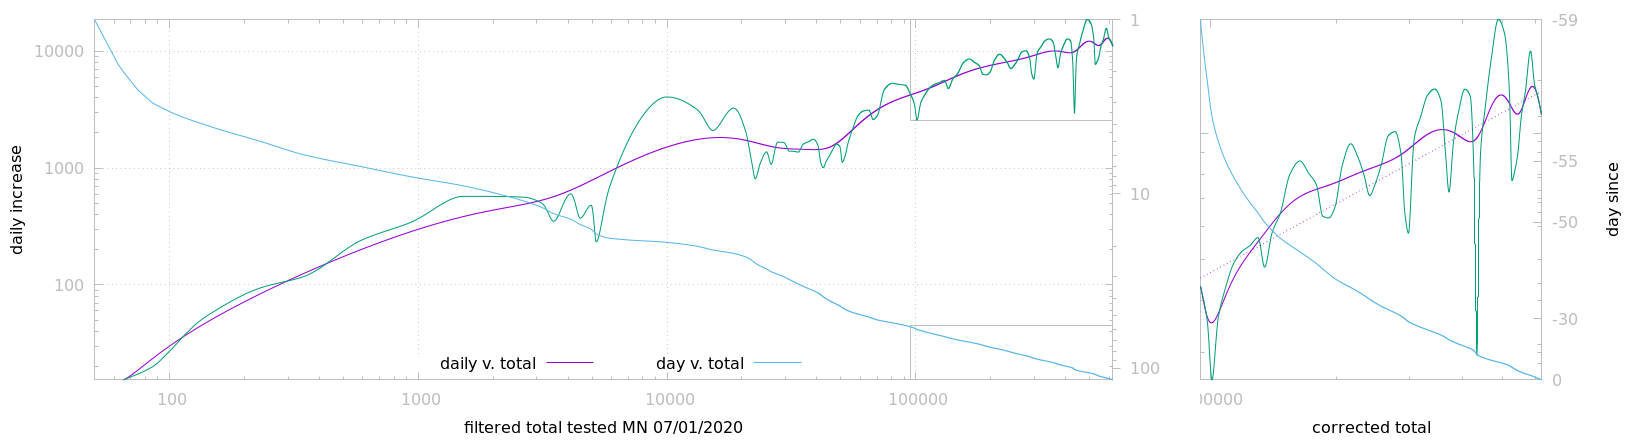 10000
1000
100
daily increase
100
1000
10000
100000
filtered total tested MN 07/01/2020
daily v. total
day v. total
1
10
100
00000
corrected total
-59
-55
-50
-30
0
day since